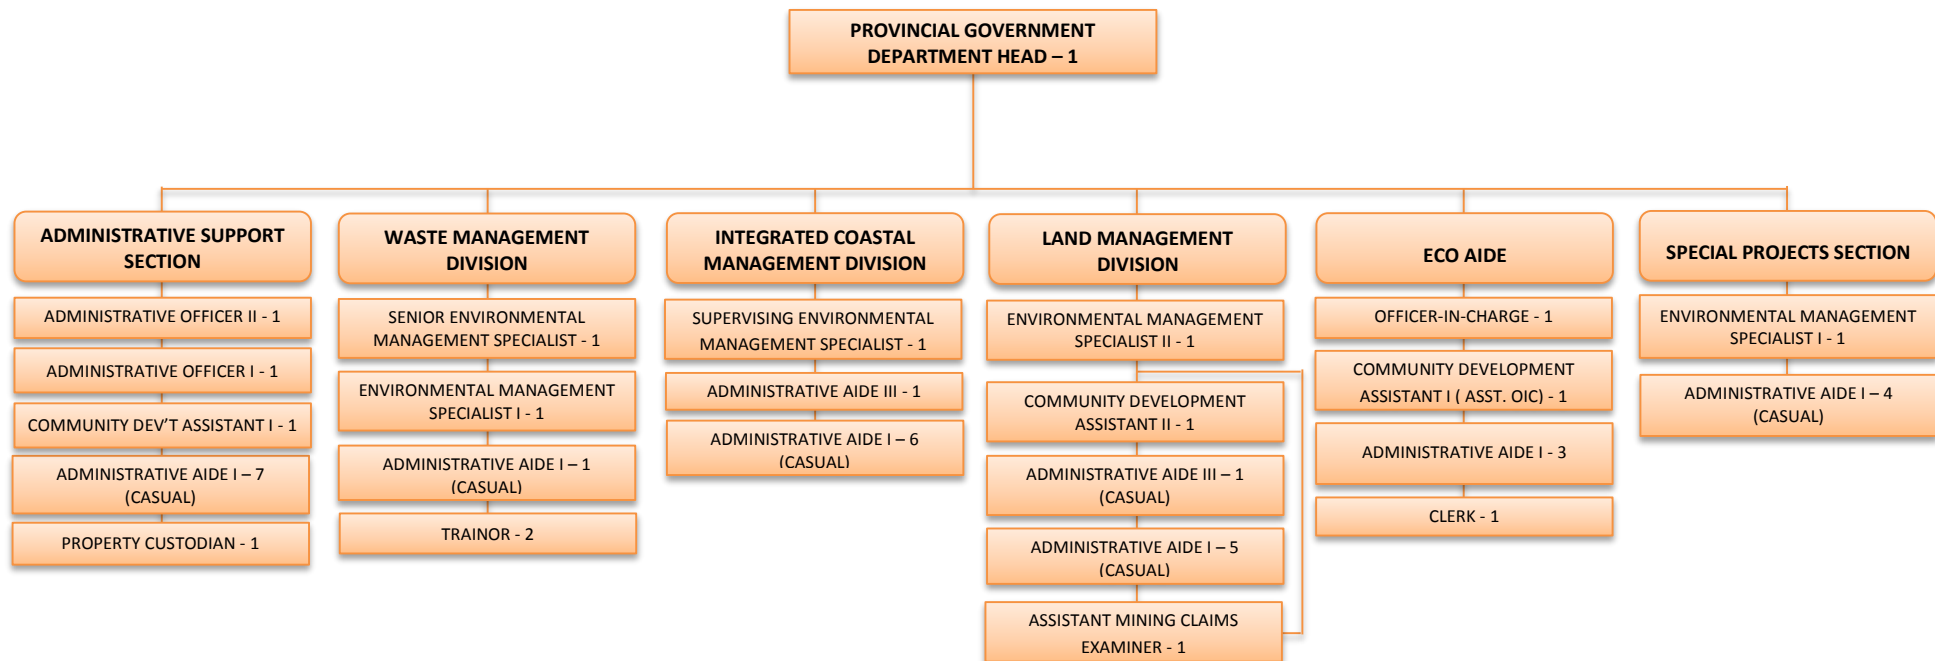 PROVINCIAL GOVERNMENT
DEPARTMENT HEAD – 1
ADMINISTRATIVE SUPPORT
SECTION
ADMINISTRATIVE OFFICER II - 1
ADMINISTRATIVE OFFICER I - 1
COMMUNITY DEV'T ASSISTANT I - 1
ADMINISTRATIVE AIDE I – 7
(CASUAL)
PROPERTY CUSTODIAN - 1
WASTE MANAGEMENT
DIVISION
SENIOR ENVIRONMENTAL
MANAGEMENT SPECIALIST - 1
ENVIRONMENTAL MANAGEMENT
SPECIALIST I - 1
ADMINISTRATIVE AIDE I – 1
(CASUAL)
TRAINOR - 2
INTEGRATED COASTAL
MANAGEMENT DIVISION
SUPERVISING ENVIRONMENTAL
MANAGEMENT SPECIALIST - 1
ADMINISTRATIVE AIDE III - 1
ADMINISTRATIVE AIDE I – 6
(CASUAL)
LAND MANAGEMENT
DIVISION
ENVIRONMENTAL MANAGEMENT
SPECIALIST II - 1
COMMUNITY DEVELOPMENT
ASSISTANT II - 1
ADMINISTRATIVE AIDE III – 1
(CASUAL)
ADMINISTRATIVE AIDE I – 5
(CASUAL)
ASSISTANT MINING CLAIMS
EXAMINER - 1
ECO AIDE
OFFICER-IN-CHARGE - 1
COMMUNITY DEVELOPMENT
ASSISTANT I ( ASST. OIC) - 1
ADMINISTRATIVE AIDE I - 3
CLERK - 1
SPECIAL PROJECTS SECTION
ENVIRONMENTAL MANAGEMENT
SPECIALIST I - 1
ADMINISTRATIVE AIDE I – 4
(CASUAL)